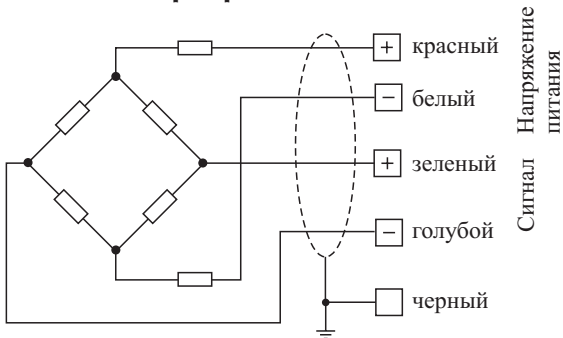 + красный
− белый
+ зеленый
− голубой
черный
Напряжение
питания
Сигнал